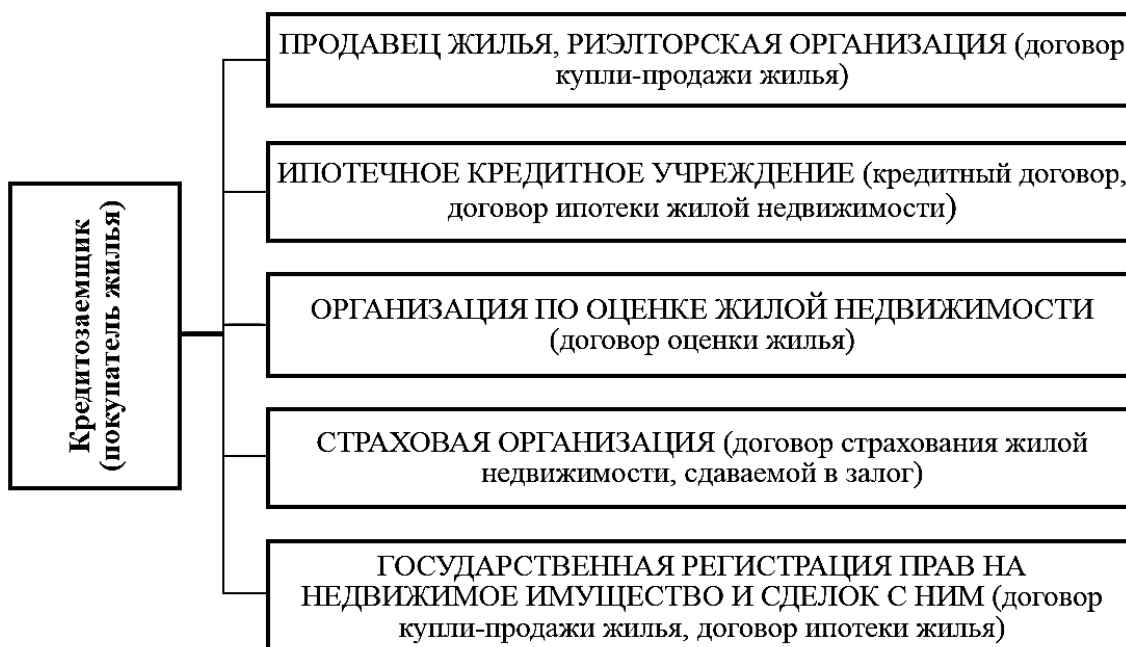 Кредитозаемщик
(покупатель жилья)
ПРОДАВЕЦ ЖИЛЬЯ, РИЭЛТОРСКАЯ ОРГАНИЗАЦИЯ (договор
купли-продажи жилья)
ИПОТЕЧНОЕ КРЕДИТНОЕ УЧРЕЖДЕНИЕ (кредитный договор,
договор ипотеки жилой недвижимости)
ОРГАНИЗАЦИЯ ПО ОЦЕНКЕ ЖИЛОЙ НЕДВИЖИМОСТИ
(договор оценки жилья)
СТРАХОВАЯ ОРГАНИЗАЦИЯ (договор страхования жилой
недвижимости, сдаваемой в залог)
ГОСУДАРСТВЕННАЯ РЕГИСТРАЦИЯ ПРАВ НА
НЕДВИЖИМОЕ ИМУЩЕСТВО И СДЕЛОК С НИМ (договор
купли-продажи жилья, договор ипотеки жилья)